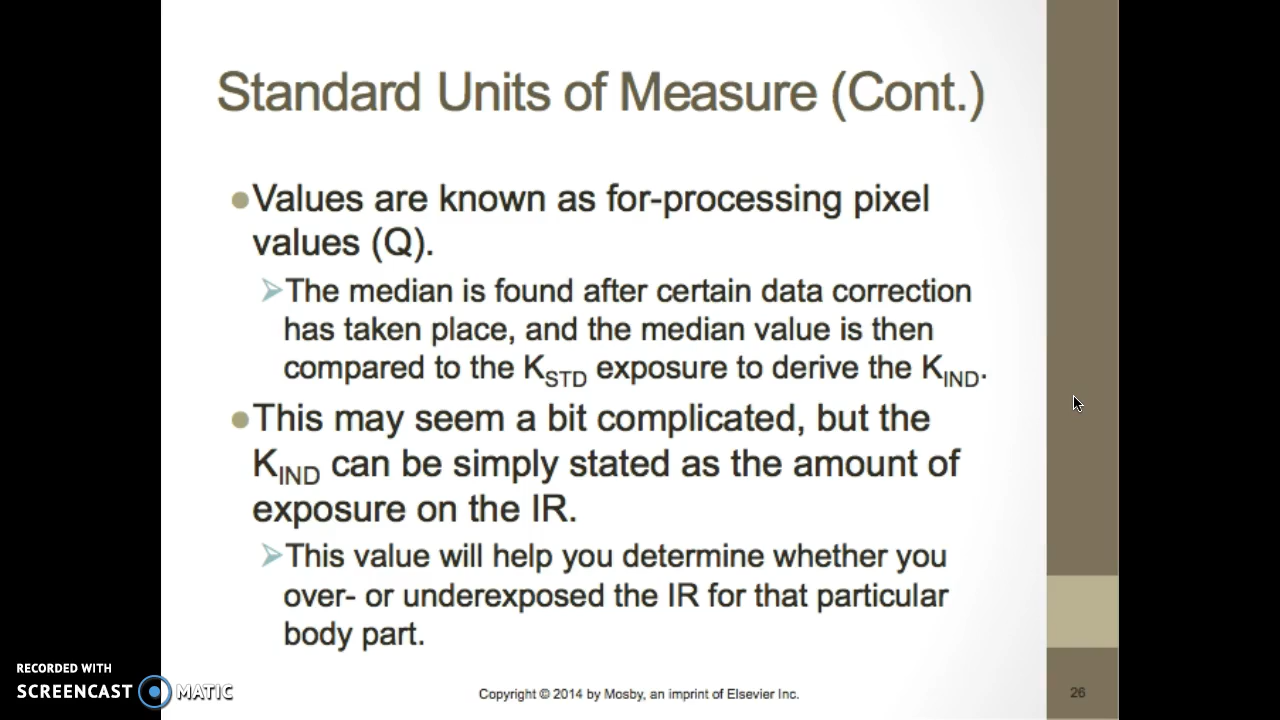 Standard Units of Measure (Cont.)
Values are known as for-processing pixel
values (Q).
The median is found after certain data correction
has taken place, and the median value is then
compared to the KSTD exposure to derive the KIND.
This may seem a bit complicated, but the
KIND can be simply stated as the amount of
exposure on the IR.
This value will help you determine whether you
over- or underexposed the IR for that particular
body part.
RECORDED WITH
SCREENCAST MATIC
Copyright © 2014 by Mosby, an imprint of Elsevier Inc.
26